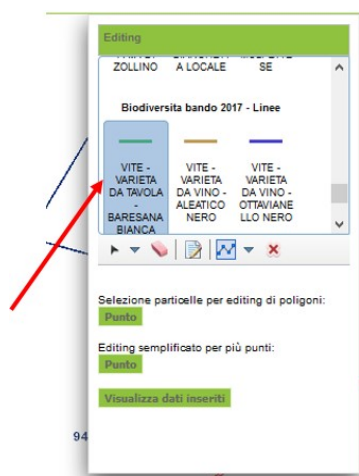 Editing
ZOLLINO A LOCALE SE
Biodiversita bando 2017 - Linee
VITE - VITE - VITE -
VARIETA VARIETA VARIETA
DA TAVOLA DA VINO - DA VINO -
- ALEATICO OTTAVIANE
BARESANA NERO LLO NERO
BIANCA
Selezione particelle per editing di poligoni:
Punto
Editing semplificato per più punti:
Punto
Visualizza dati inseriti
94